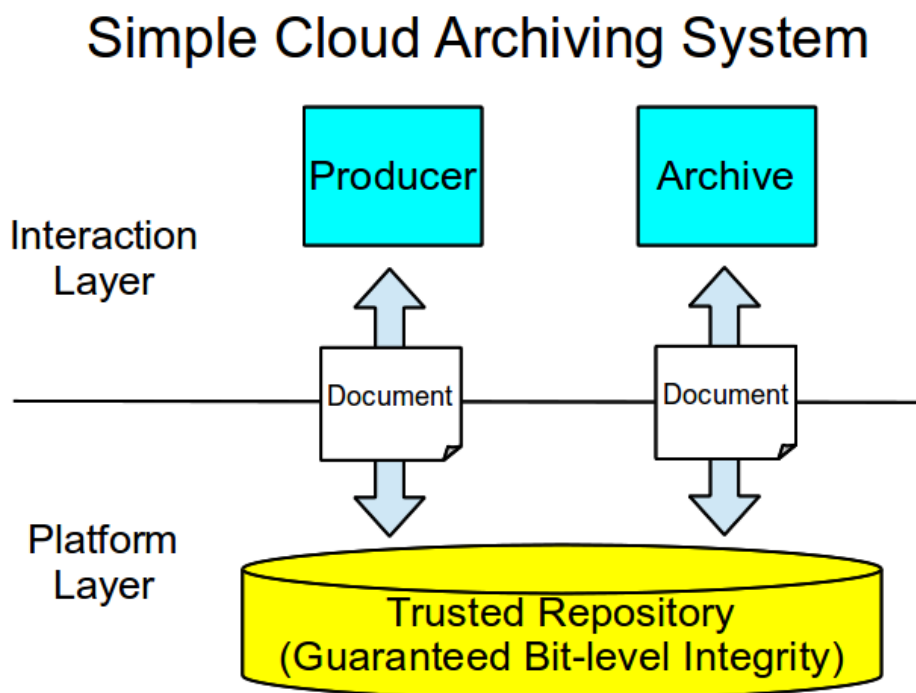 Simple Cloud Archiving System
Producer
Archive
Interaction
Layer
Document
Document
Platform
Layer
Trusted Repository
(Guaranteed Bit-level Integrity)